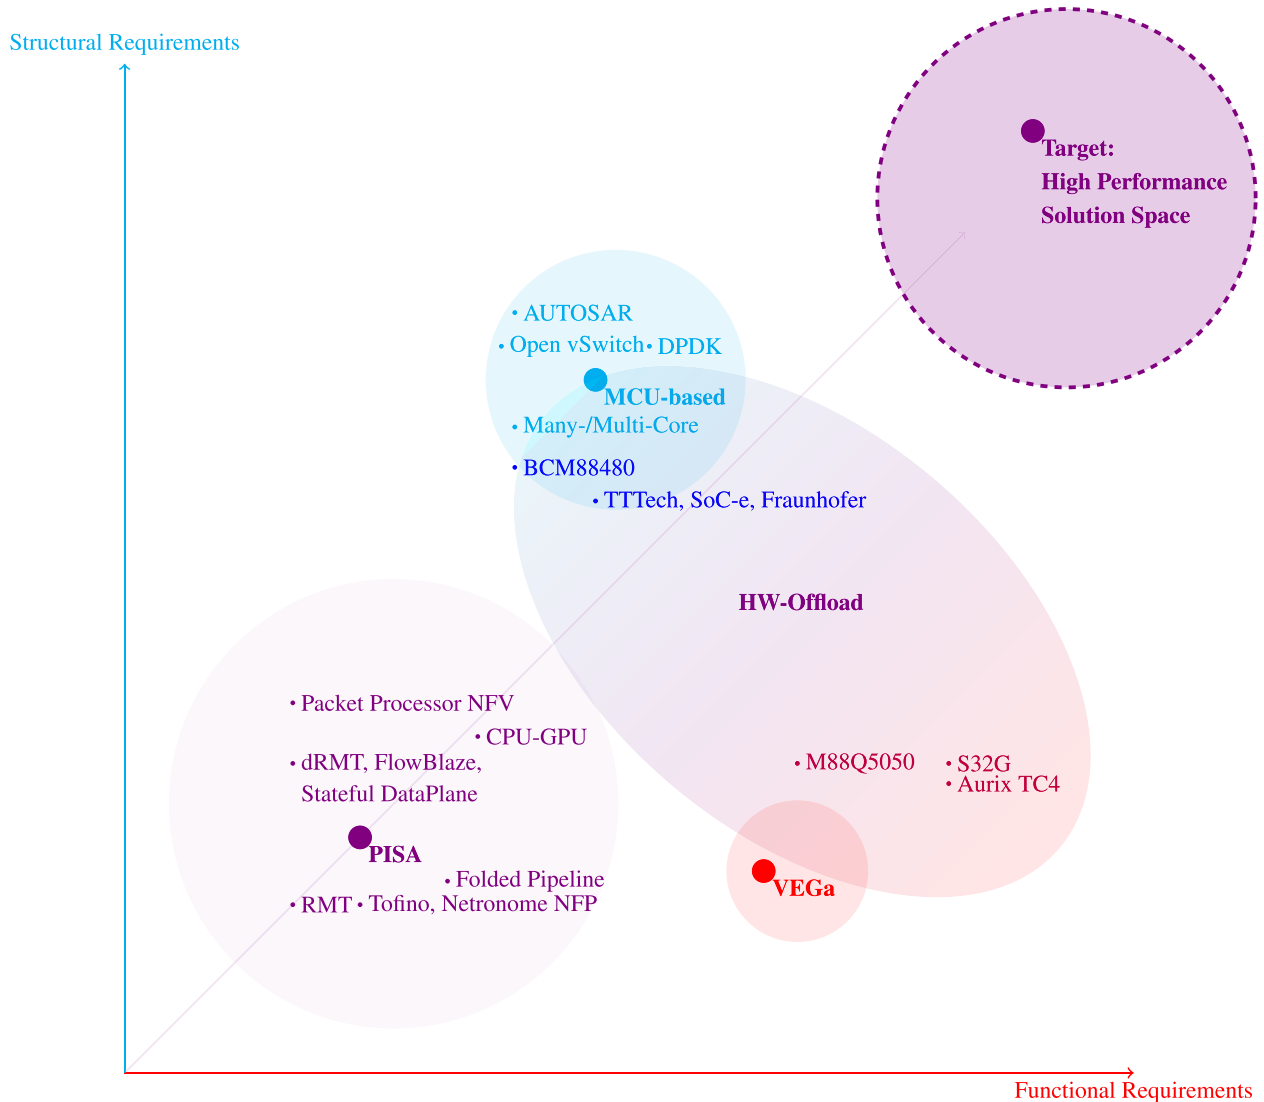 Structural Requirements
Target:
High Performance
Solution Space
AUTOSAR
Open vSwitch
DPDK
MCU-based
Many-/Multi-Core
BCM88480
TTTech, SoC-e, Fraunhofer
HW-Offload
Packet Processor NFV
CPU-GPU
dRMT, FlowBlaze,
Stateful DataPlane
M88Q5050
S32G
Aurix TC4
PISA
Folded Pipeline
VEGa
RMT
Tofino, Netronome NFP
Functional Requirements